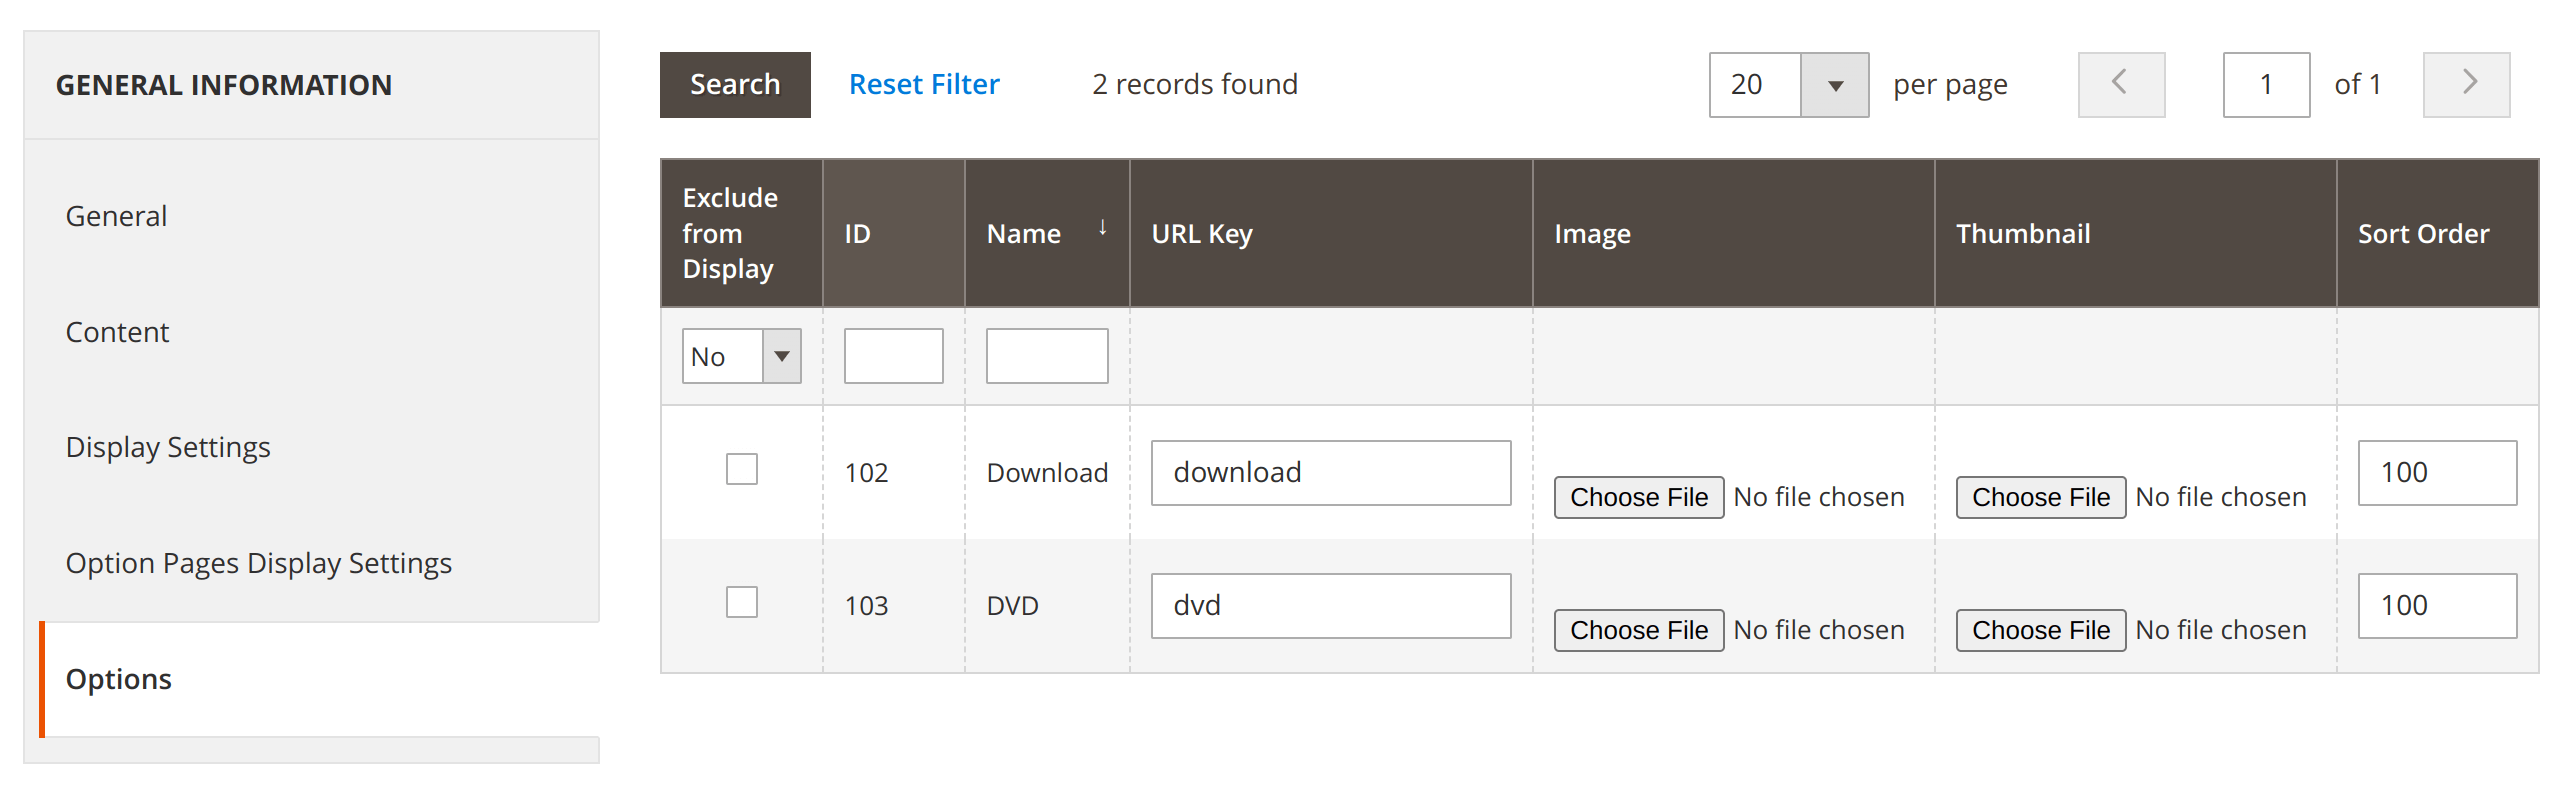 GENERAL INFORMATION
General
Content
Display Settings
Option Pages Display Settings
Options
Search Reset Filter 2 records found 20 per page 1 of 1
Exclude from Display ID Name ↓ URL Key Image Thumbnail Sort Order
No
102 Download download Choose File No file chosen Choose File No file chosen 100
103 DVD dvd Choose File No file chosen Choose File No file chosen 100